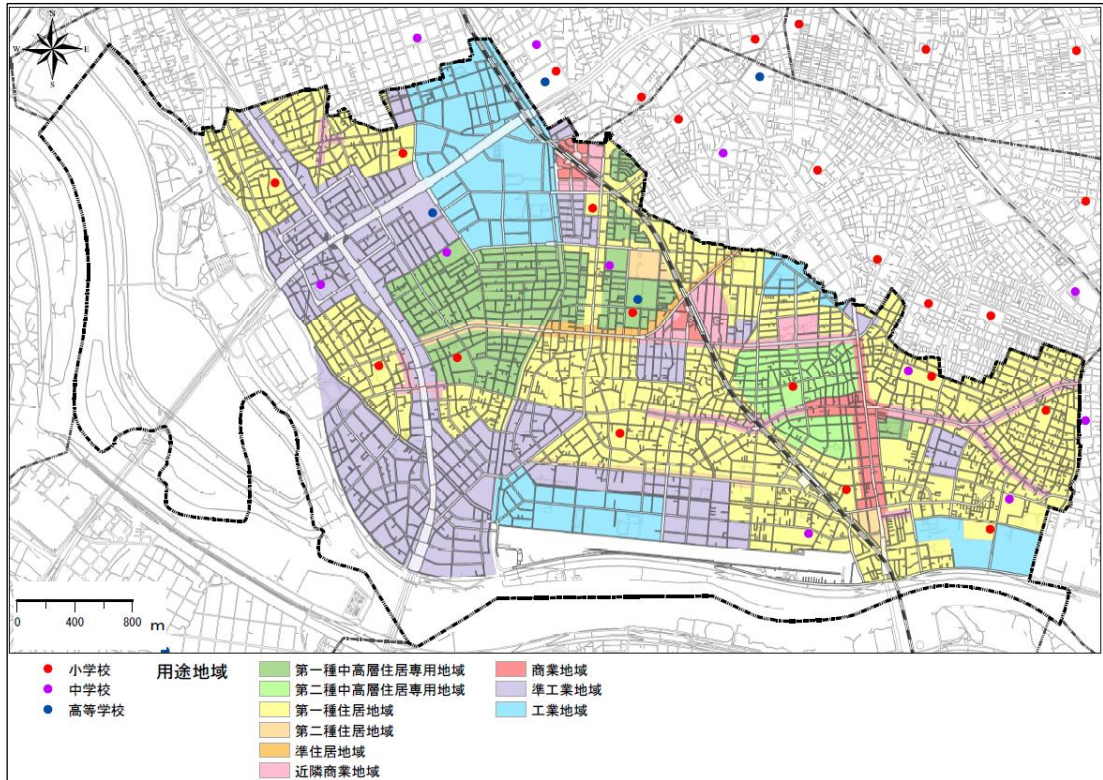 N
W E
S
0 400 800 m
小学校
中学校
高等学校
用途地域
第一種中高層住居専用地域
第二種中高層住居専用地域
第一種住居地域
第二種住居地域
準住居地域
近隣商業地域
商業地域
準工業地域
工業地域